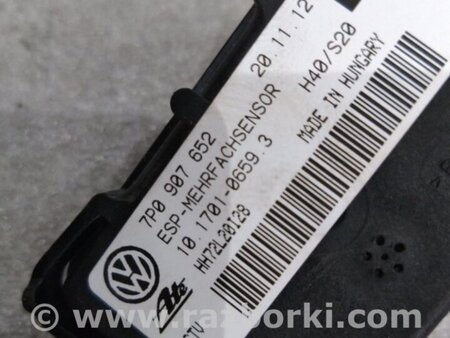 7P0 907 652
ESP-MEHRFACHSENSOR 20.11.12
10.1701-0659.3 H40/S20
HH72L20128 MADE IN HUNGARY
Ate
www.razborki.com